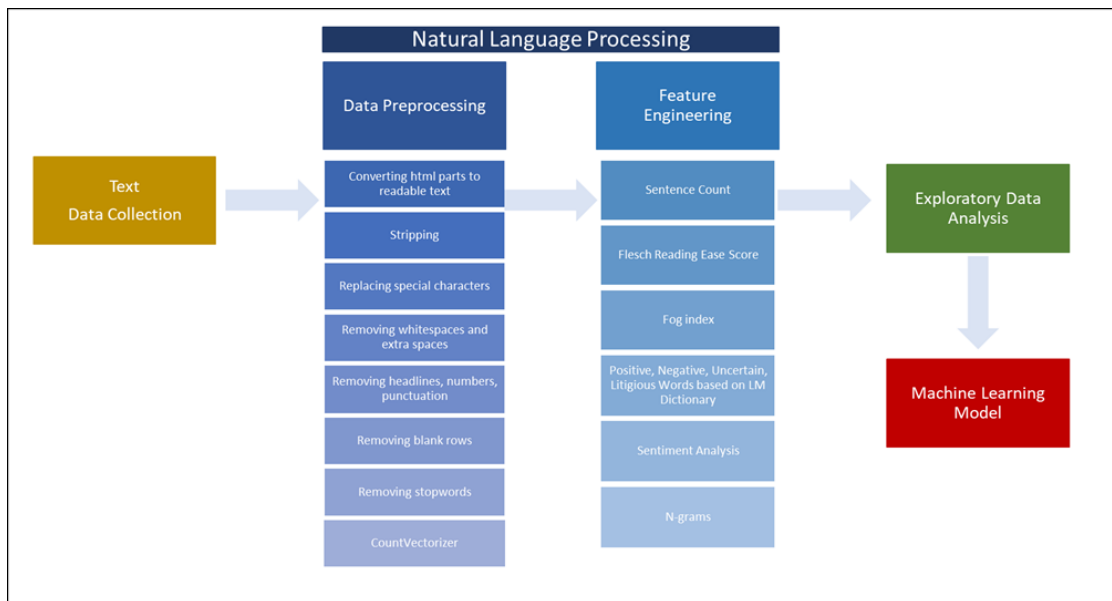 Natural Language Processing
Data Preprocessing
Feature
Engineering
Text
Data Collection
Converting html parts to
readable text
Stripping
Replacing special characters
Removing whitespaces and
extra spaces
Removing headlines, numbers,
punctuation
Removing blank rows
Removing stopwords
CountVectorizer
Sentence Count
Flesch Reading Ease Score
Fog index
Positive, Negative, Uncertain,
Litigious Words based on LM
Dictionary
Sentiment Analysis
N-grams
Exploratory Data
Analysis
Machine Learning
Model